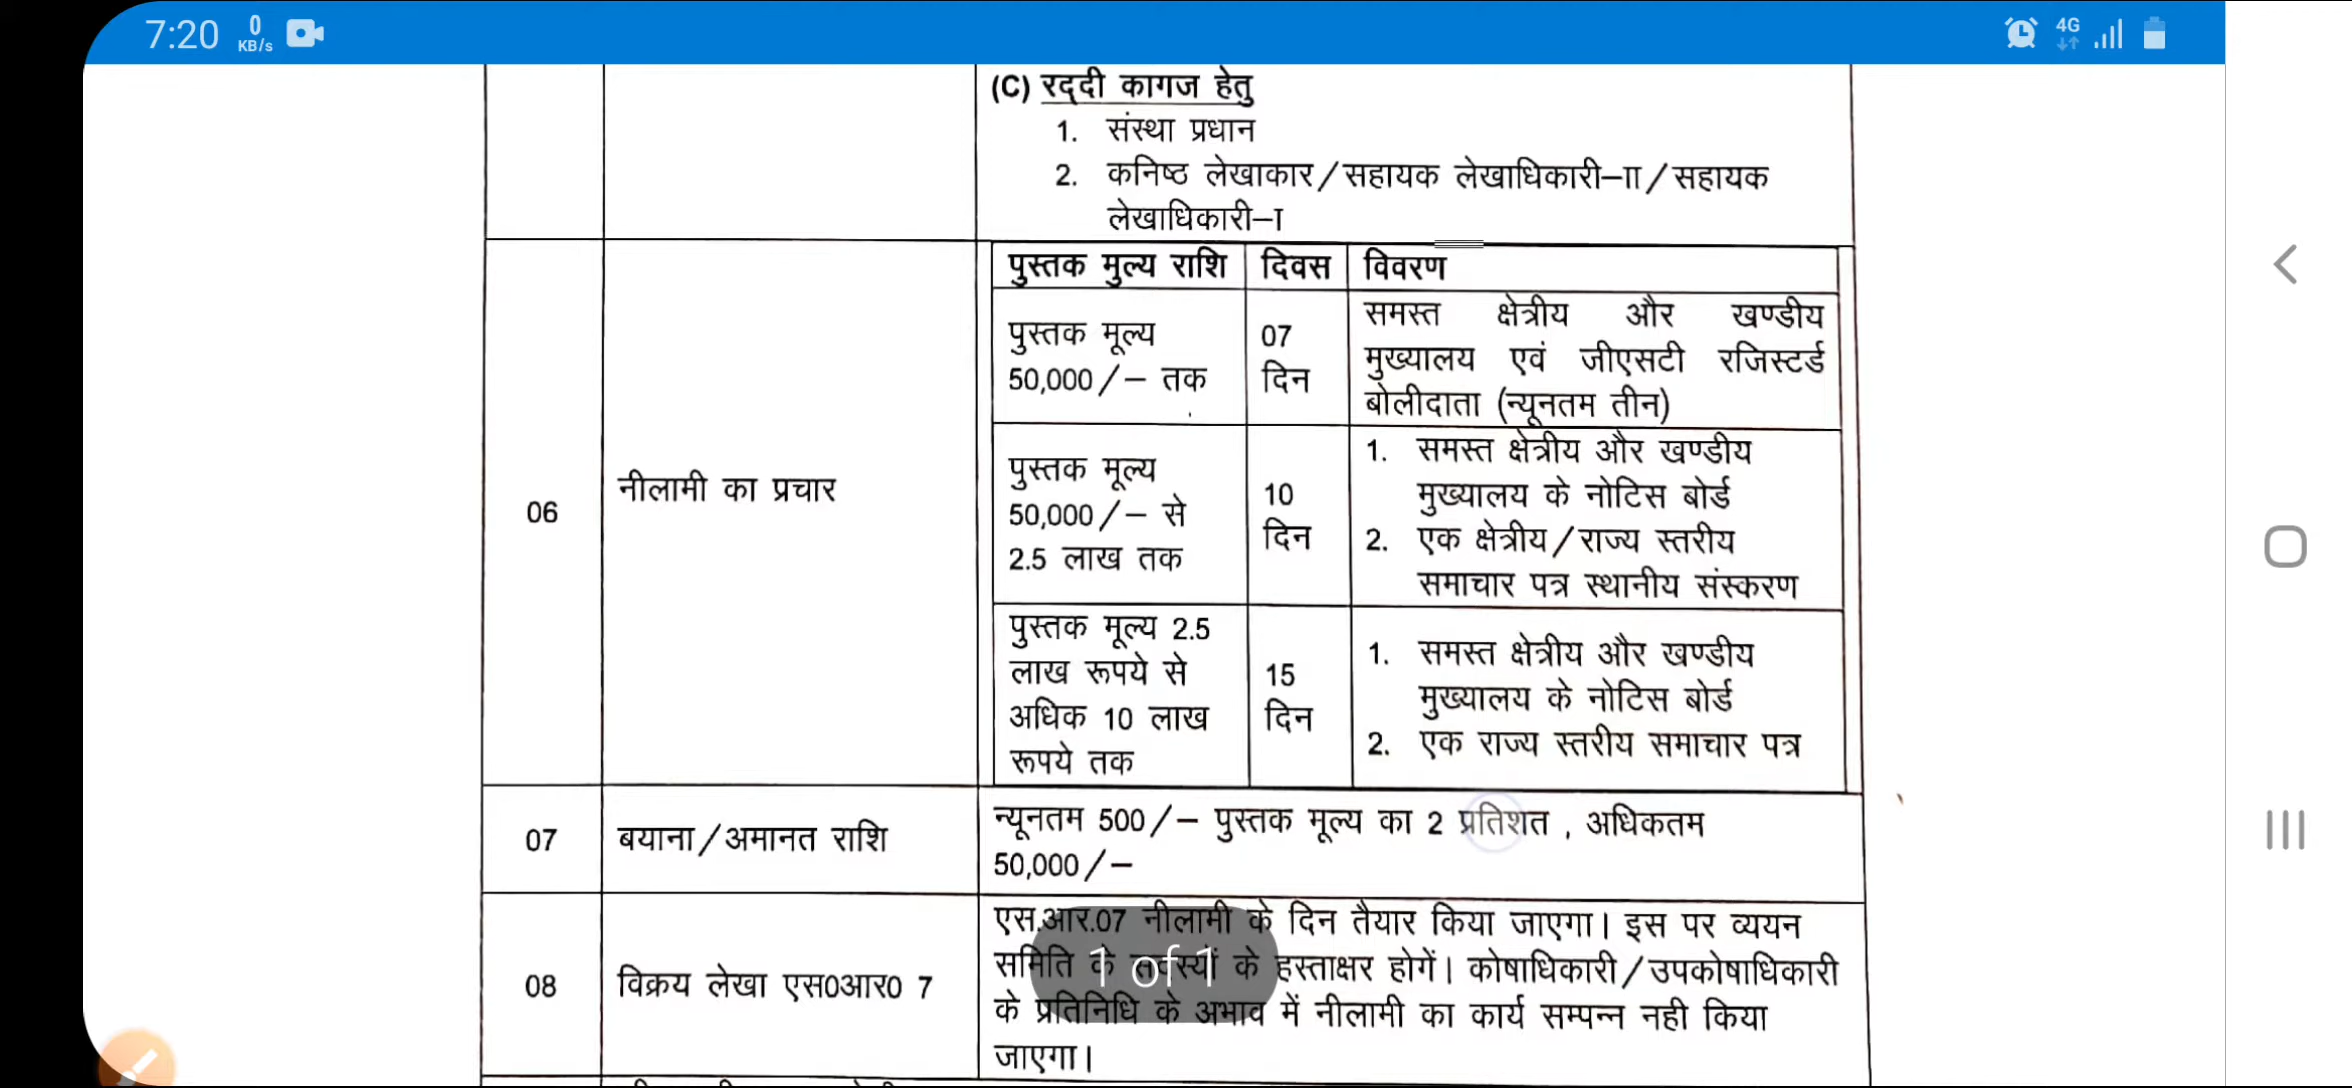 7:20 0 KB/s 4G
(C) रद्दी कागज हेतु
1. संस्था प्रधान
2. कनिष्ठ लेखाकार/सहायक लेखाधिकारी–II/सहायक
लेखाधिकारी–I
पुस्तक मुल्य राशि दिवस विवरण
पुस्तक मूल्य
50,000/– तक
07
दिन
समस्त क्षेत्रीय और खण्डीय
मुख्यालय एवं जीएसटी रजिस्टर्ड
बोलीदाता (न्यूनतम तीन)
06
नीलामी का प्रचार
पुस्तक मूल्य
50,000/– से
2.5 लाख तक
10
दिन
1. समस्त क्षेत्रीय और खण्डीय
मुख्यालय के नोटिस बोर्ड
2. एक क्षेत्रीय/राज्य स्तरीय
समाचार पत्र स्थानीय संस्करण
पुस्तक मूल्य 2.5
लाख रूपये से
अधिक 10 लाख
रूपये तक
15
दिन
1. समस्त क्षेत्रीय और खण्डीय
मुख्यालय के नोटिस बोर्ड
2. एक राज्य स्तरीय समाचार पत्र
07
बयाना/अमानत राशि
न्यूनतम 500/– पुस्तक मूल्य का 2 प्रतिशत , अधिकतम
50,000/–
08
विक्रय लेखा एस0आर0 7
एस.आर.07 नीलामी के दिन तैयार किया जाएगा। इस पर व्ययन
समिति के सदस्यों के हस्ताक्षर होगें। कोषाधिकारी/उपकोषाधिकारी
के प्रतिनिधि के अभाव में नीलामी का कार्य सम्पन्न नही किया
जाएगा।
1 of 1